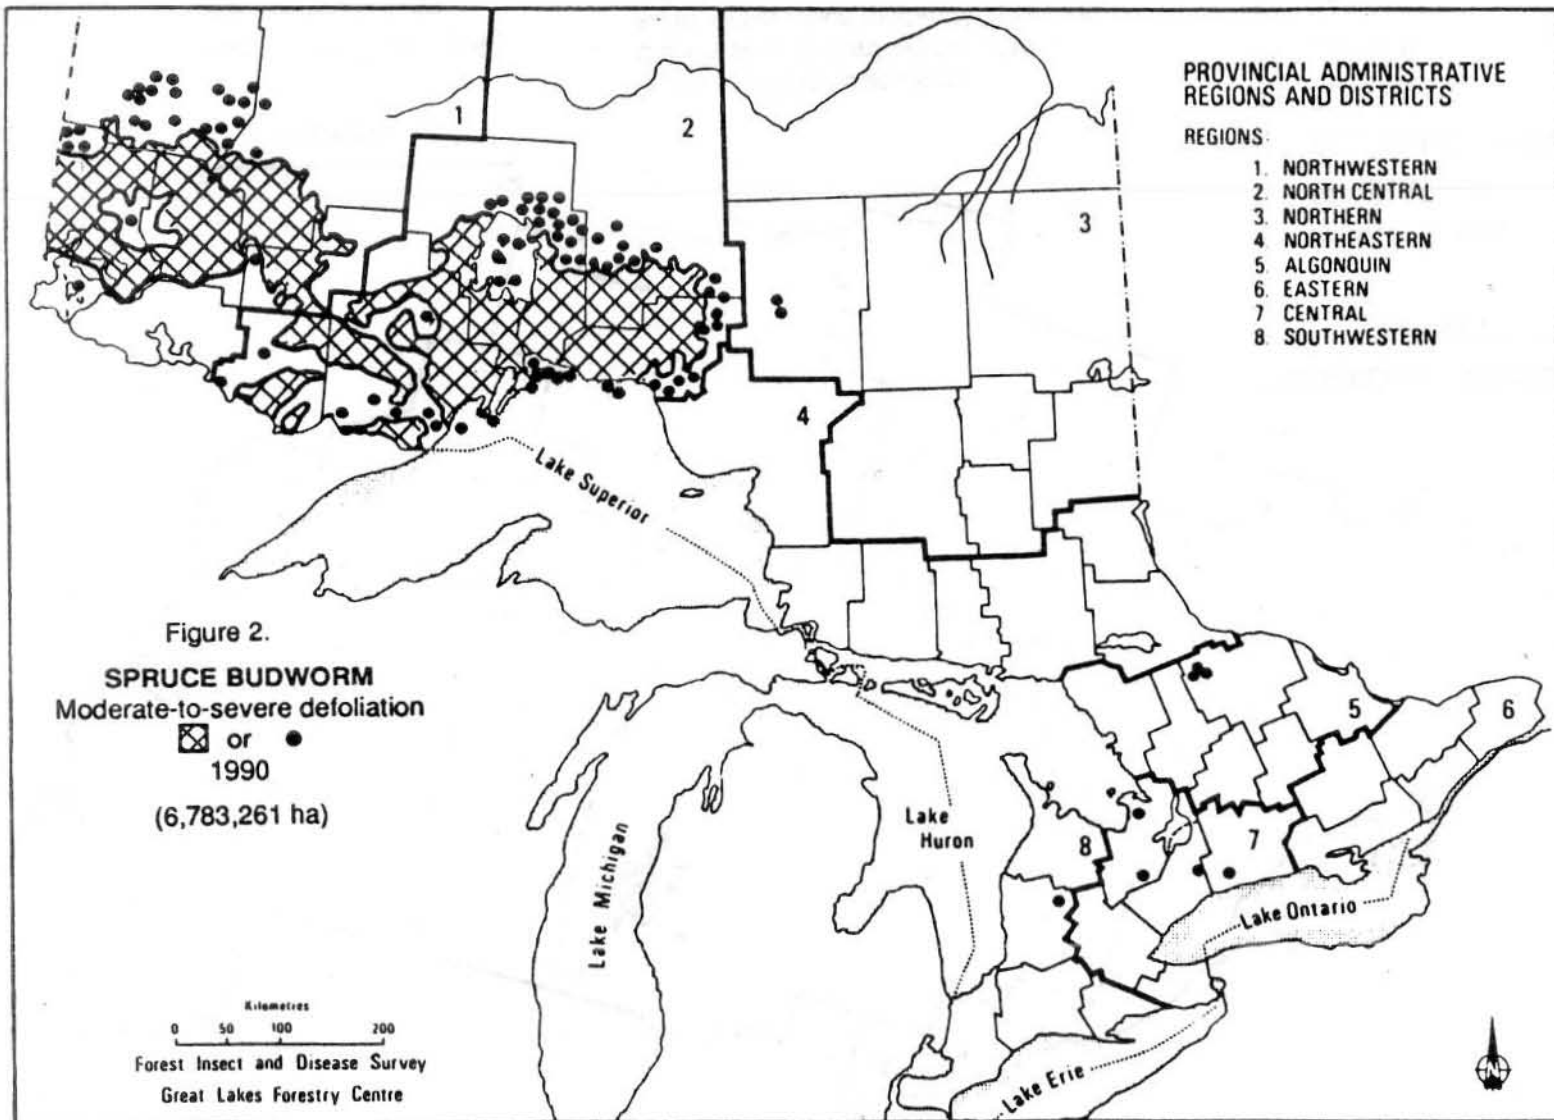 PROVINCIAL ADMINISTRATIVE
REGIONS AND DISTRICTS
REGIONS:
1. NORTHWESTERN
2. NORTH CENTRAL
3. NORTHERN
4. NORTHEASTERN
5. ALGONQUIN
6. EASTERN
7. CENTRAL
8. SOUTHWESTERN
1
2
3
4
5
6
7
8
Lake Superior
Lake Michigan
Lake
Huron
Lake Ontario
Lake Erie
Figure 2.
SPRUCE BUDWORM
Moderate-to-severe defoliation
or
1990
(6,783,261 ha)
Kilometres
0 50 100 200
Forest Insect and Disease Survey
Great Lakes Forestry Centre
N